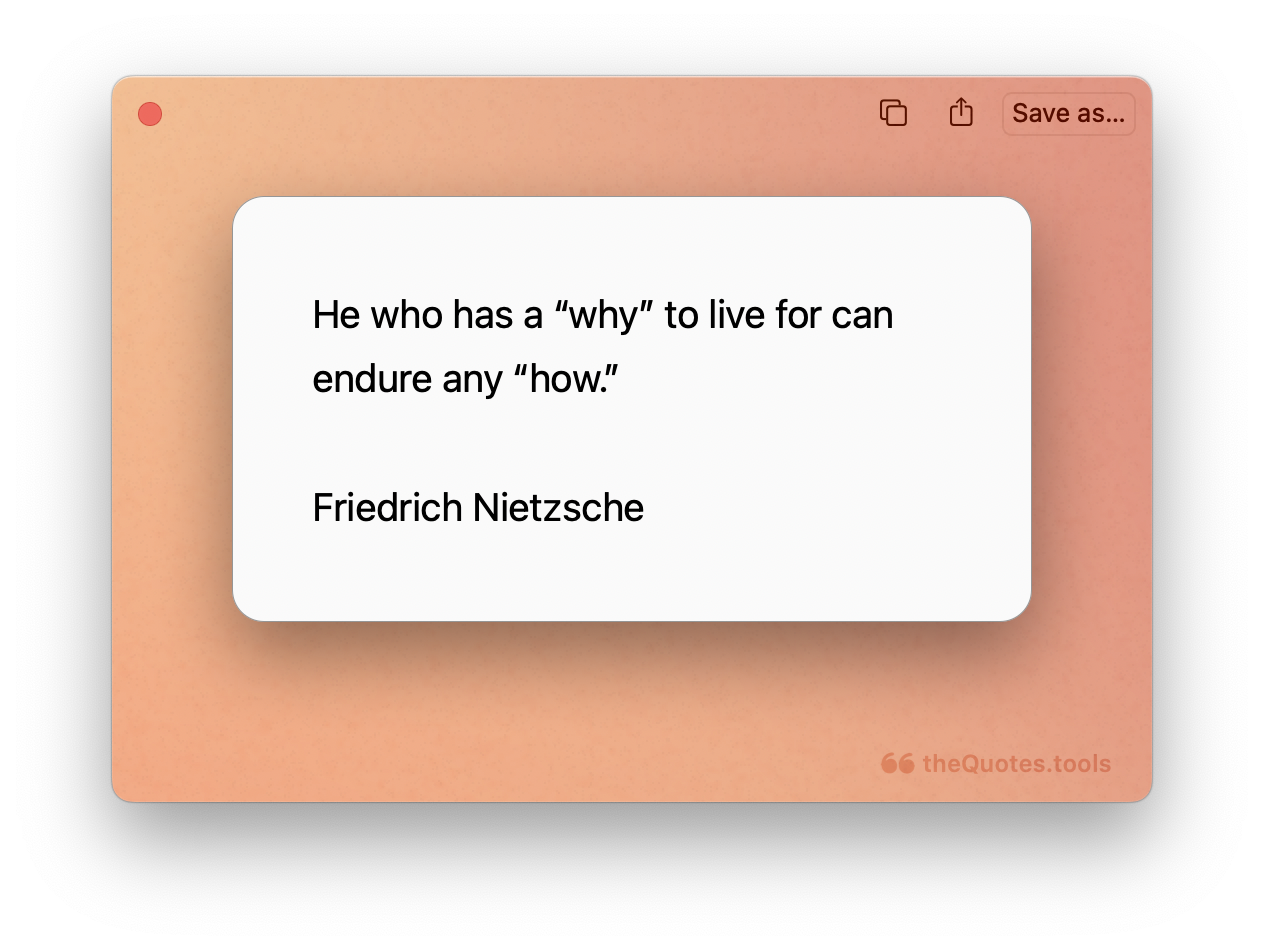 Save as...
He who has a “why” to live for can
endure any “how.”
Friedrich Nietzsche
theQuotes.tools